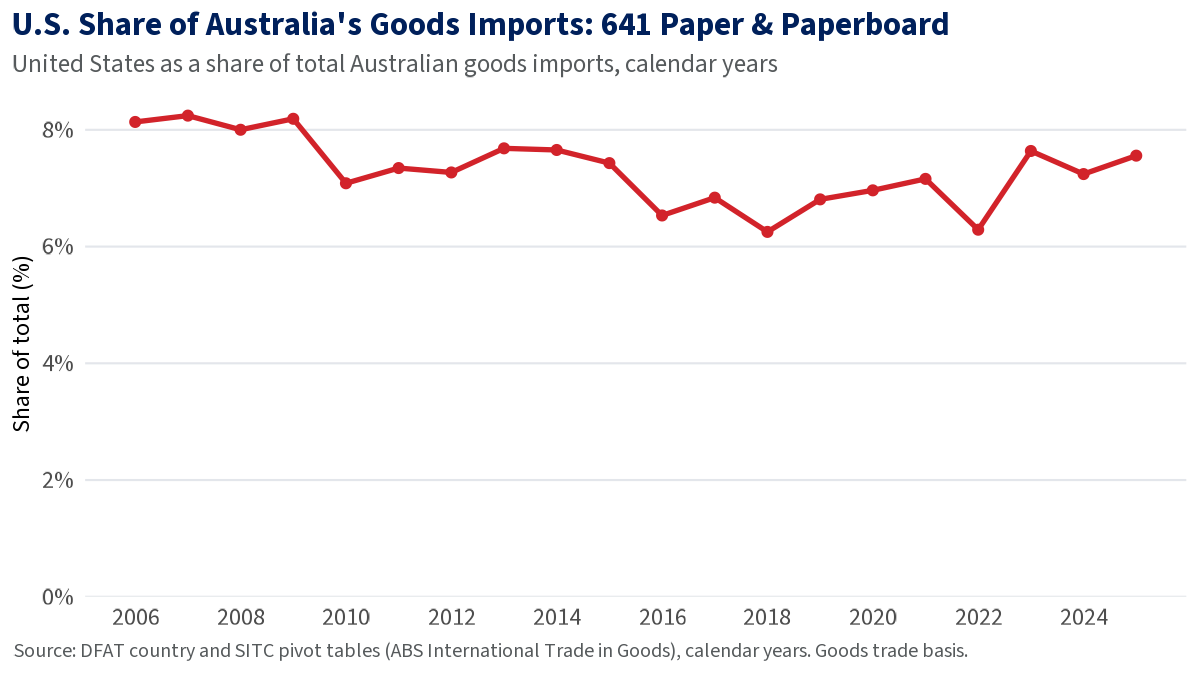 U.S. Share of Australia's Goods Imports: 641 Paper & Paperboard
United States as a share of total Australian goods imports, calendar years
Share of total (%)
8%
6%
4%
2%
0%
2006 2008 2010 2012 2014 2016 2018 2020 2022 2024
Source: DFAT country and SITC pivot tables (ABS International Trade in Goods), calendar years. Goods trade basis.